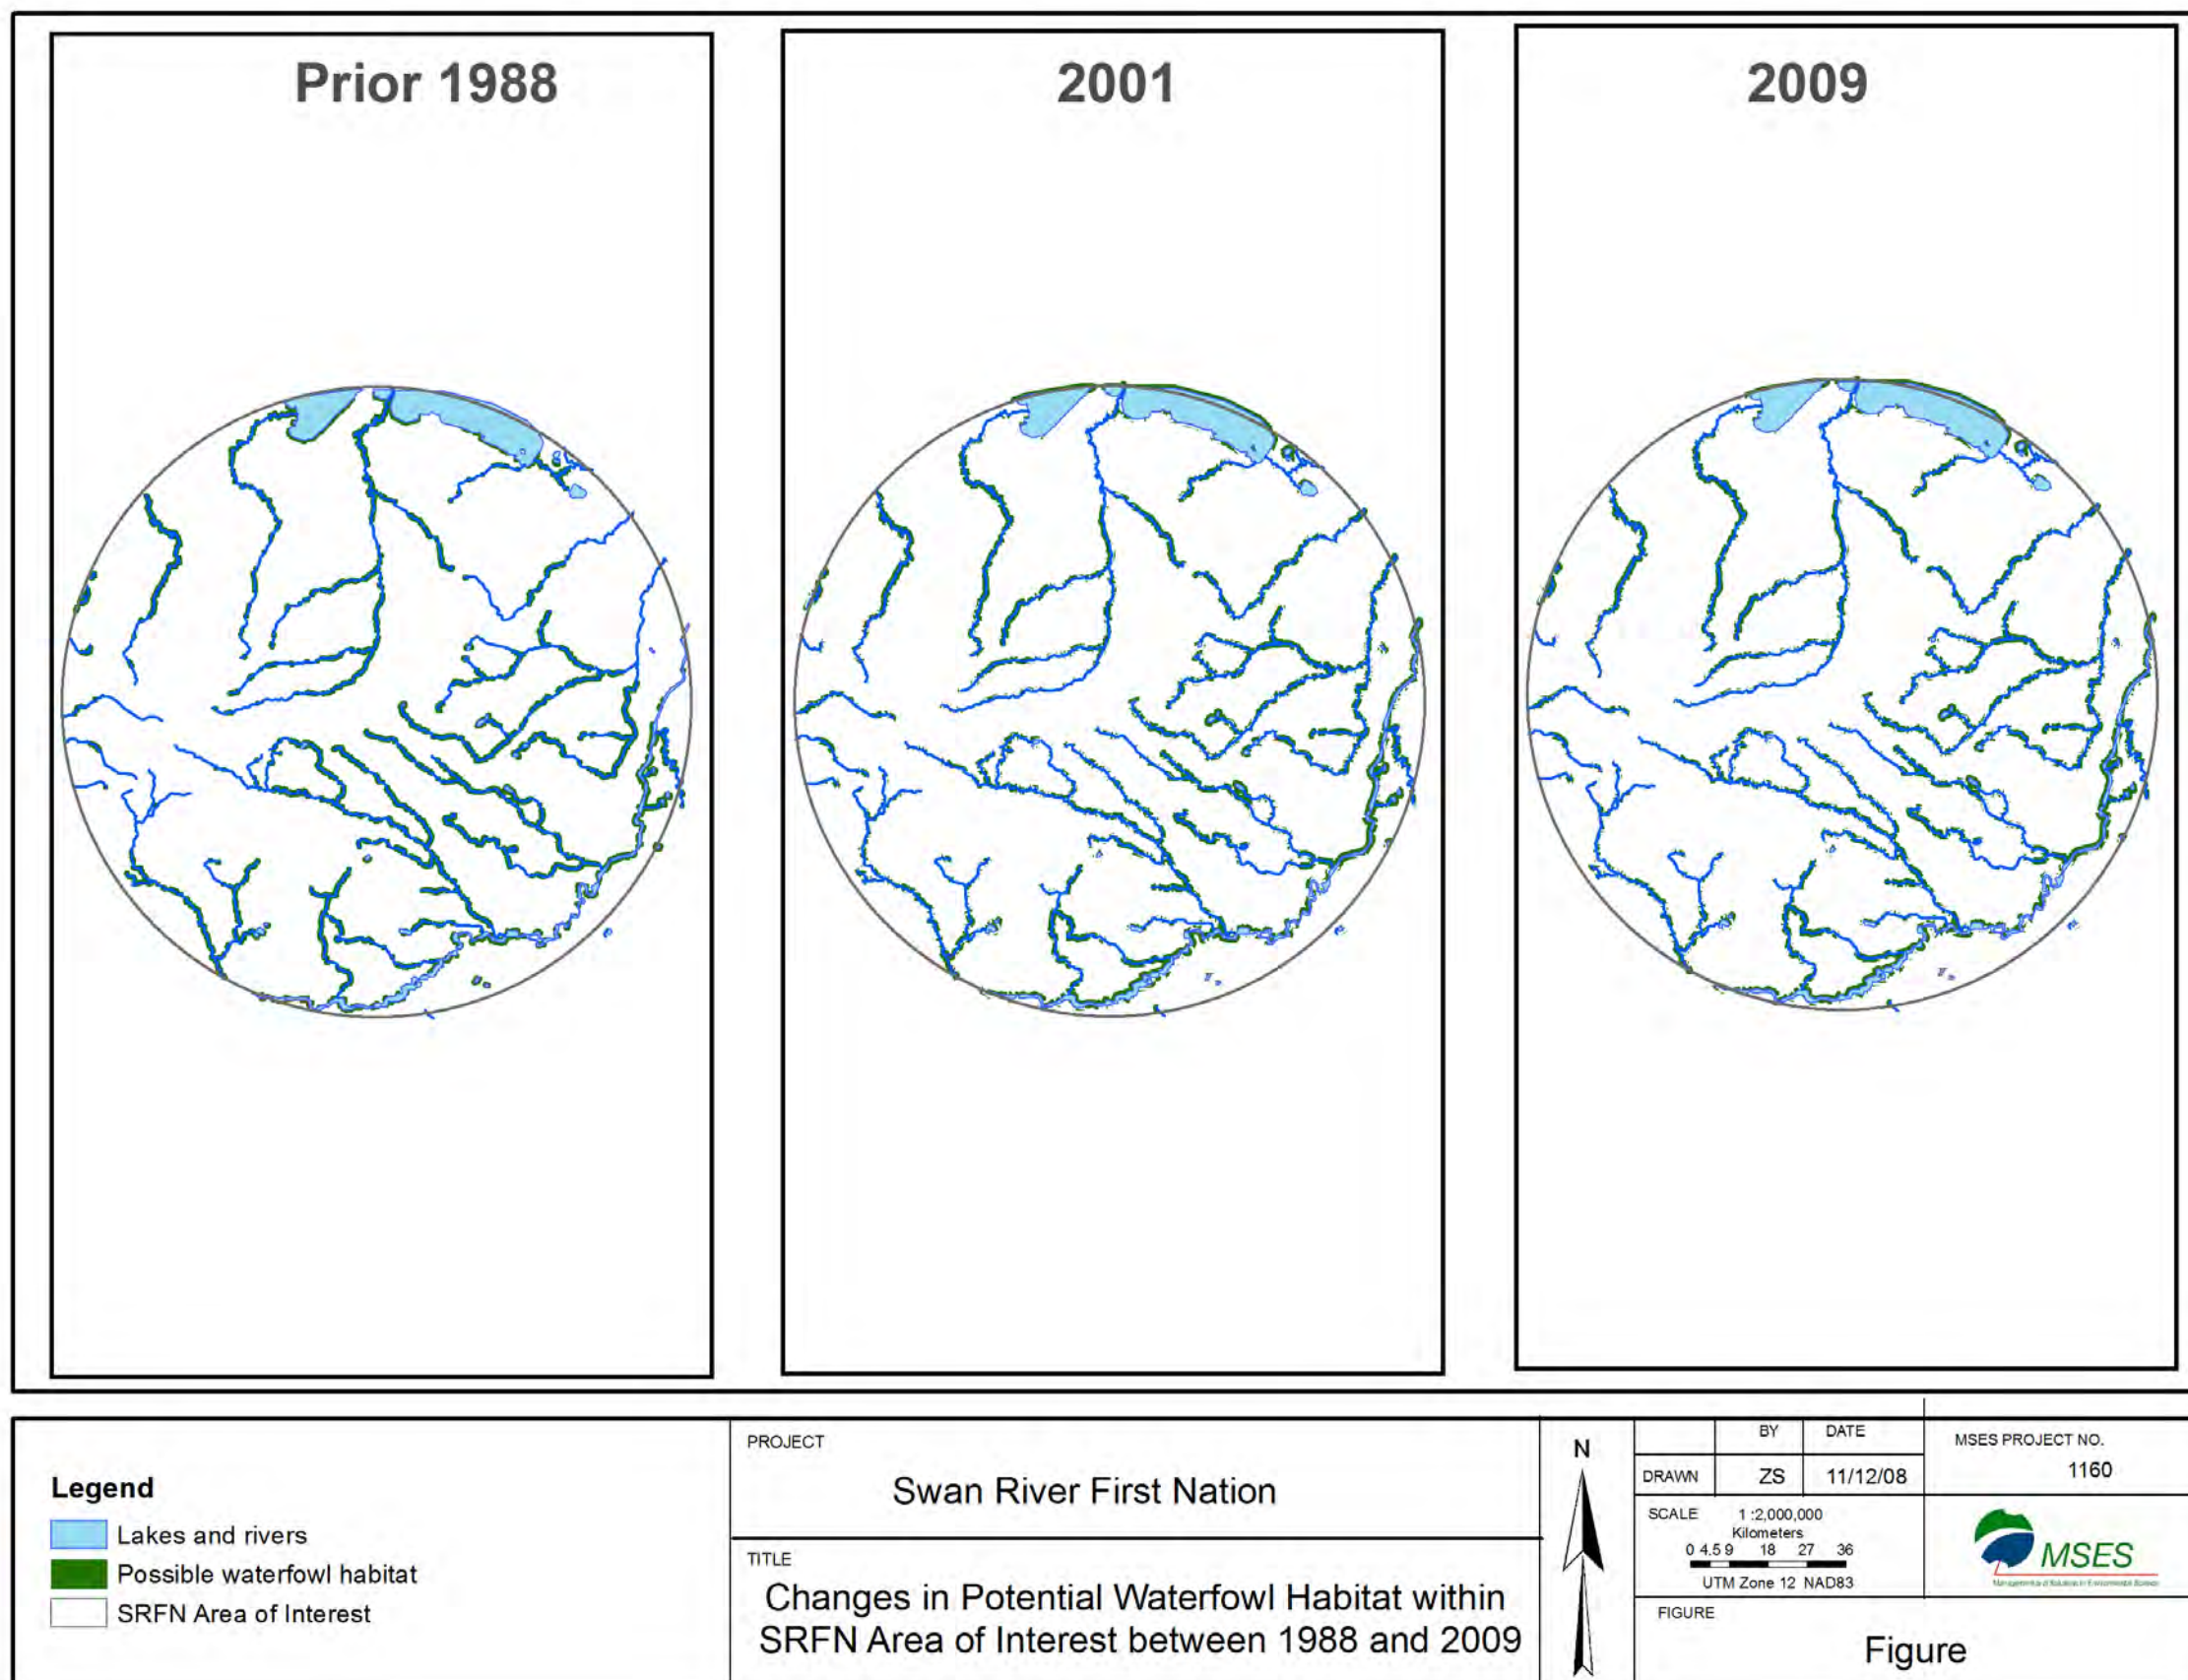 Prior 1988
2001
2009
Legend
Lakes and rivers
Possible waterfowl habitat
SRFN Area of Interest
PROJECT
Swan River First Nation
TITLE
Changes in Potential Waterfowl Habitat within
SRFN Area of Interest between 1988 and 2009
N
BY DATE
DRAWN ZS 11/12/08
MSES PROJECT NO.
1160
SCALE 1 :2,000,000
Kilometers
0 4.5 9 18 27 36
UTM Zone 12 NAD83
MSES
FIGURE
Figure